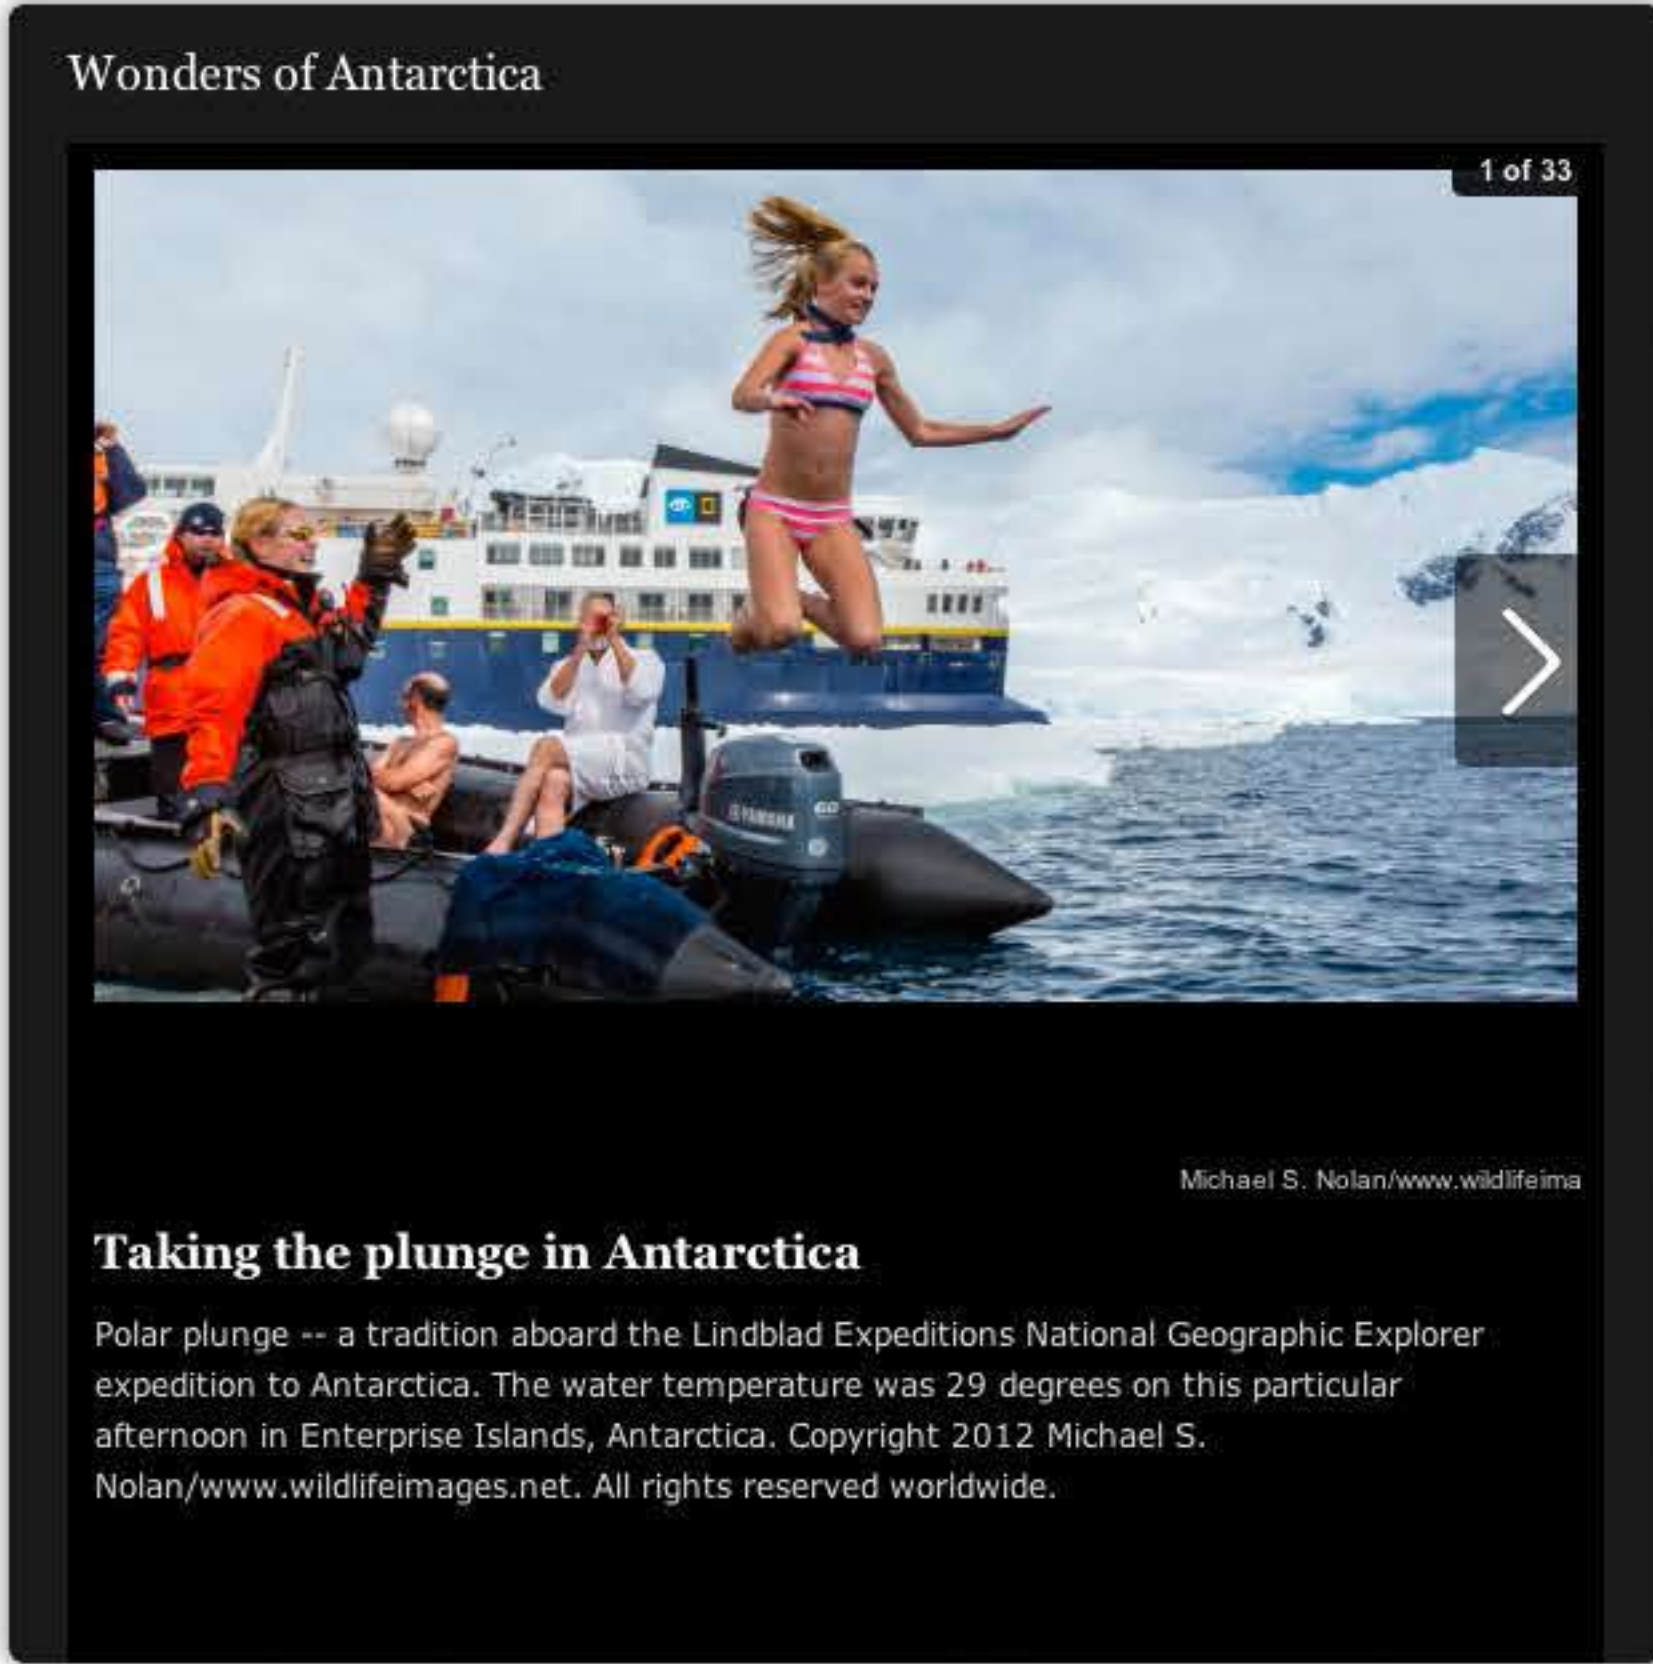 Wonders of Antarctica
1 of 33
YAMAHA
60
Michael S. Nolan/www.wildlifeima
Taking the plunge in Antarctica
Polar plunge -- a tradition aboard the Lindblad Expeditions National Geographic Explorer
expedition to Antarctica. The water temperature was 29 degrees on this particular
afternoon in Enterprise Islands, Antarctica. Copyright 2012 Michael S.
Nolan/www.wildlifeimages.net. All rights reserved worldwide.